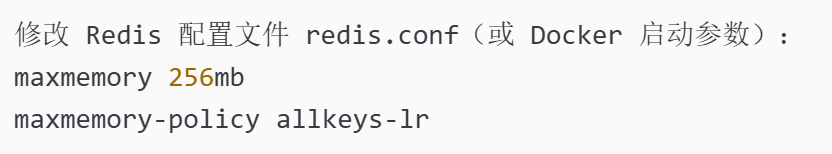 修改 Redis 配置文件 redis.conf（或 Docker 启动参数）：
maxmemory 256mb
maxmemory-policy allkeys-lr